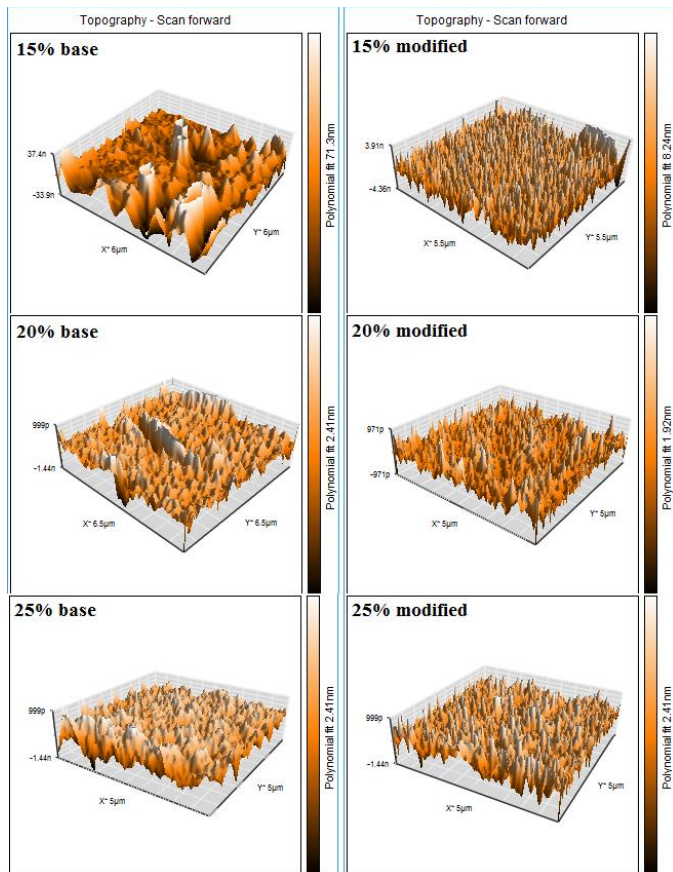 Topography - Scan forward
15% base
37.4n
-33.9n
X* 6µm
Y* 6µm
Polynomial fit 71.3nm
Topography - Scan forward
15% modified
3.91n
-4.36n
X* 5.5µm
Y* 5.5µm
Polynomial fit 8.24nm
20% base
999p
-1.44n
X* 6.5µm
Y* 6.5µm
Polynomial fit 2.41nm
20% modified
971p
-971p
X* 5µm
Y* 5µm
Polynomial fit 1.92nm
25% base
999p
-1.44n
X* 5µm
Y* 5µm
Polynomial fit 2.41nm
25% modified
999p
-1.44n
X* 5µm
Y* 5µm
Polynomial fit 2.41nm